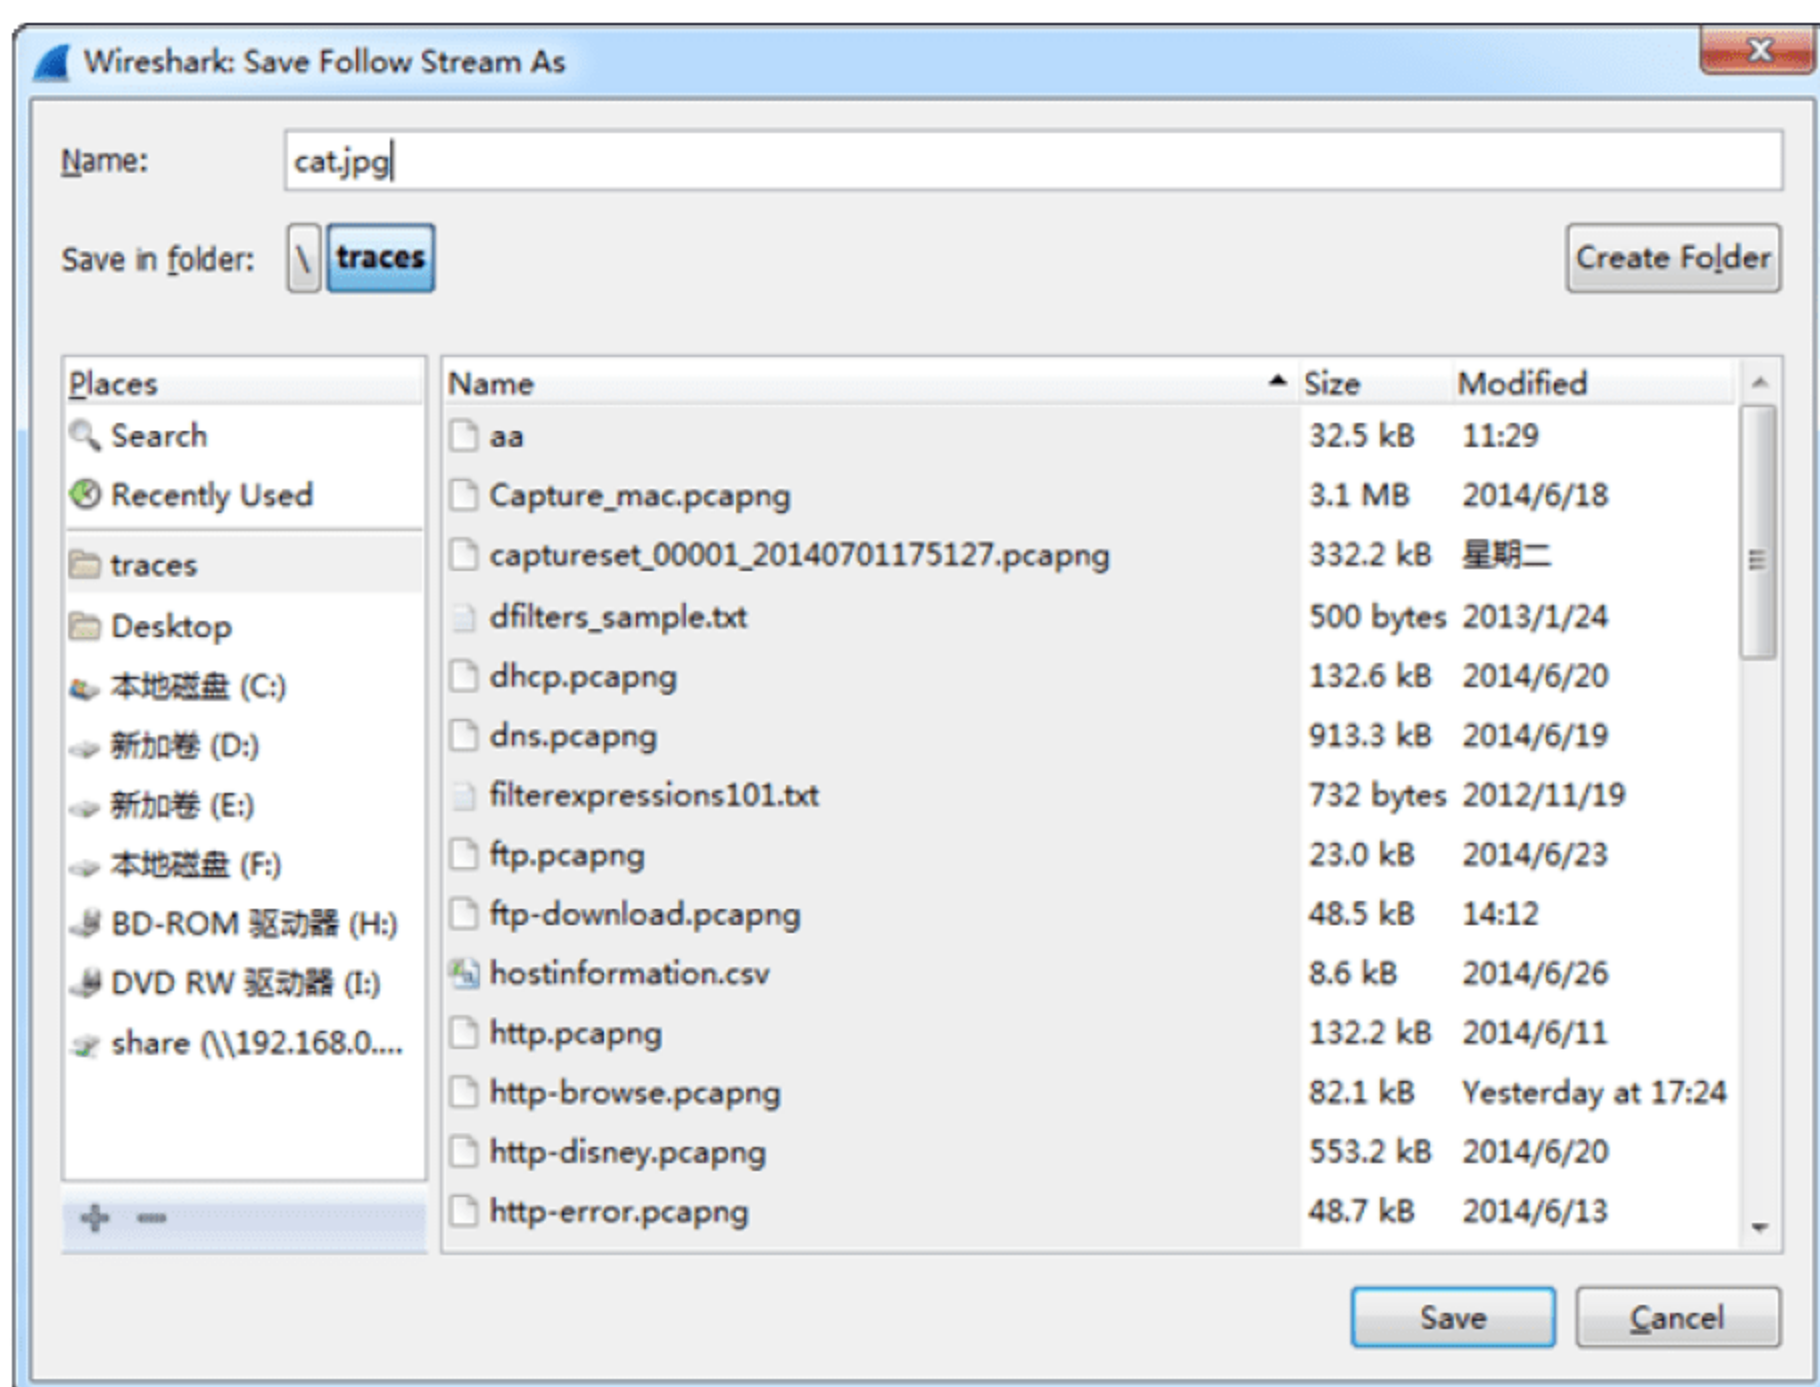 Wireshark: Save Follow Stream As
Name: cat.jpg
Save in folder: \ traces Create Folder
Places
Search
Recently Used
traces
Desktop
本地磁盘 (C:)
新加卷 (D:)
新加卷 (E:)
本地磁盘 (F:)
BD-ROM 驱动器 (H:)
DVD RW 驱动器 (I:)
share (\\192.168.0....
Name Size Modified
aa 32.5 kB 11:29
Capture_mac.pcapng 3.1 MB 2014/6/18
captureset_00001_20140701175127.pcapng 332.2 kB 星期二
dfilters_sample.txt 500 bytes 2013/1/24
dhcp.pcapng 132.6 kB 2014/6/20
dns.pcapng 913.3 kB 2014/6/19
filterexpressions101.txt 732 bytes 2012/11/19
ftp.pcapng 23.0 kB 2014/6/23
ftp-download.pcapng 48.5 kB 14:12
hostinformation.csv 8.6 kB 2014/6/26
http.pcapng 132.2 kB 2014/6/11
http-browse.pcapng 82.1 kB Yesterday at 17:24
http-disney.pcapng 553.2 kB 2014/6/20
http-error.pcapng 48.7 kB 2014/6/13
Save Cancel